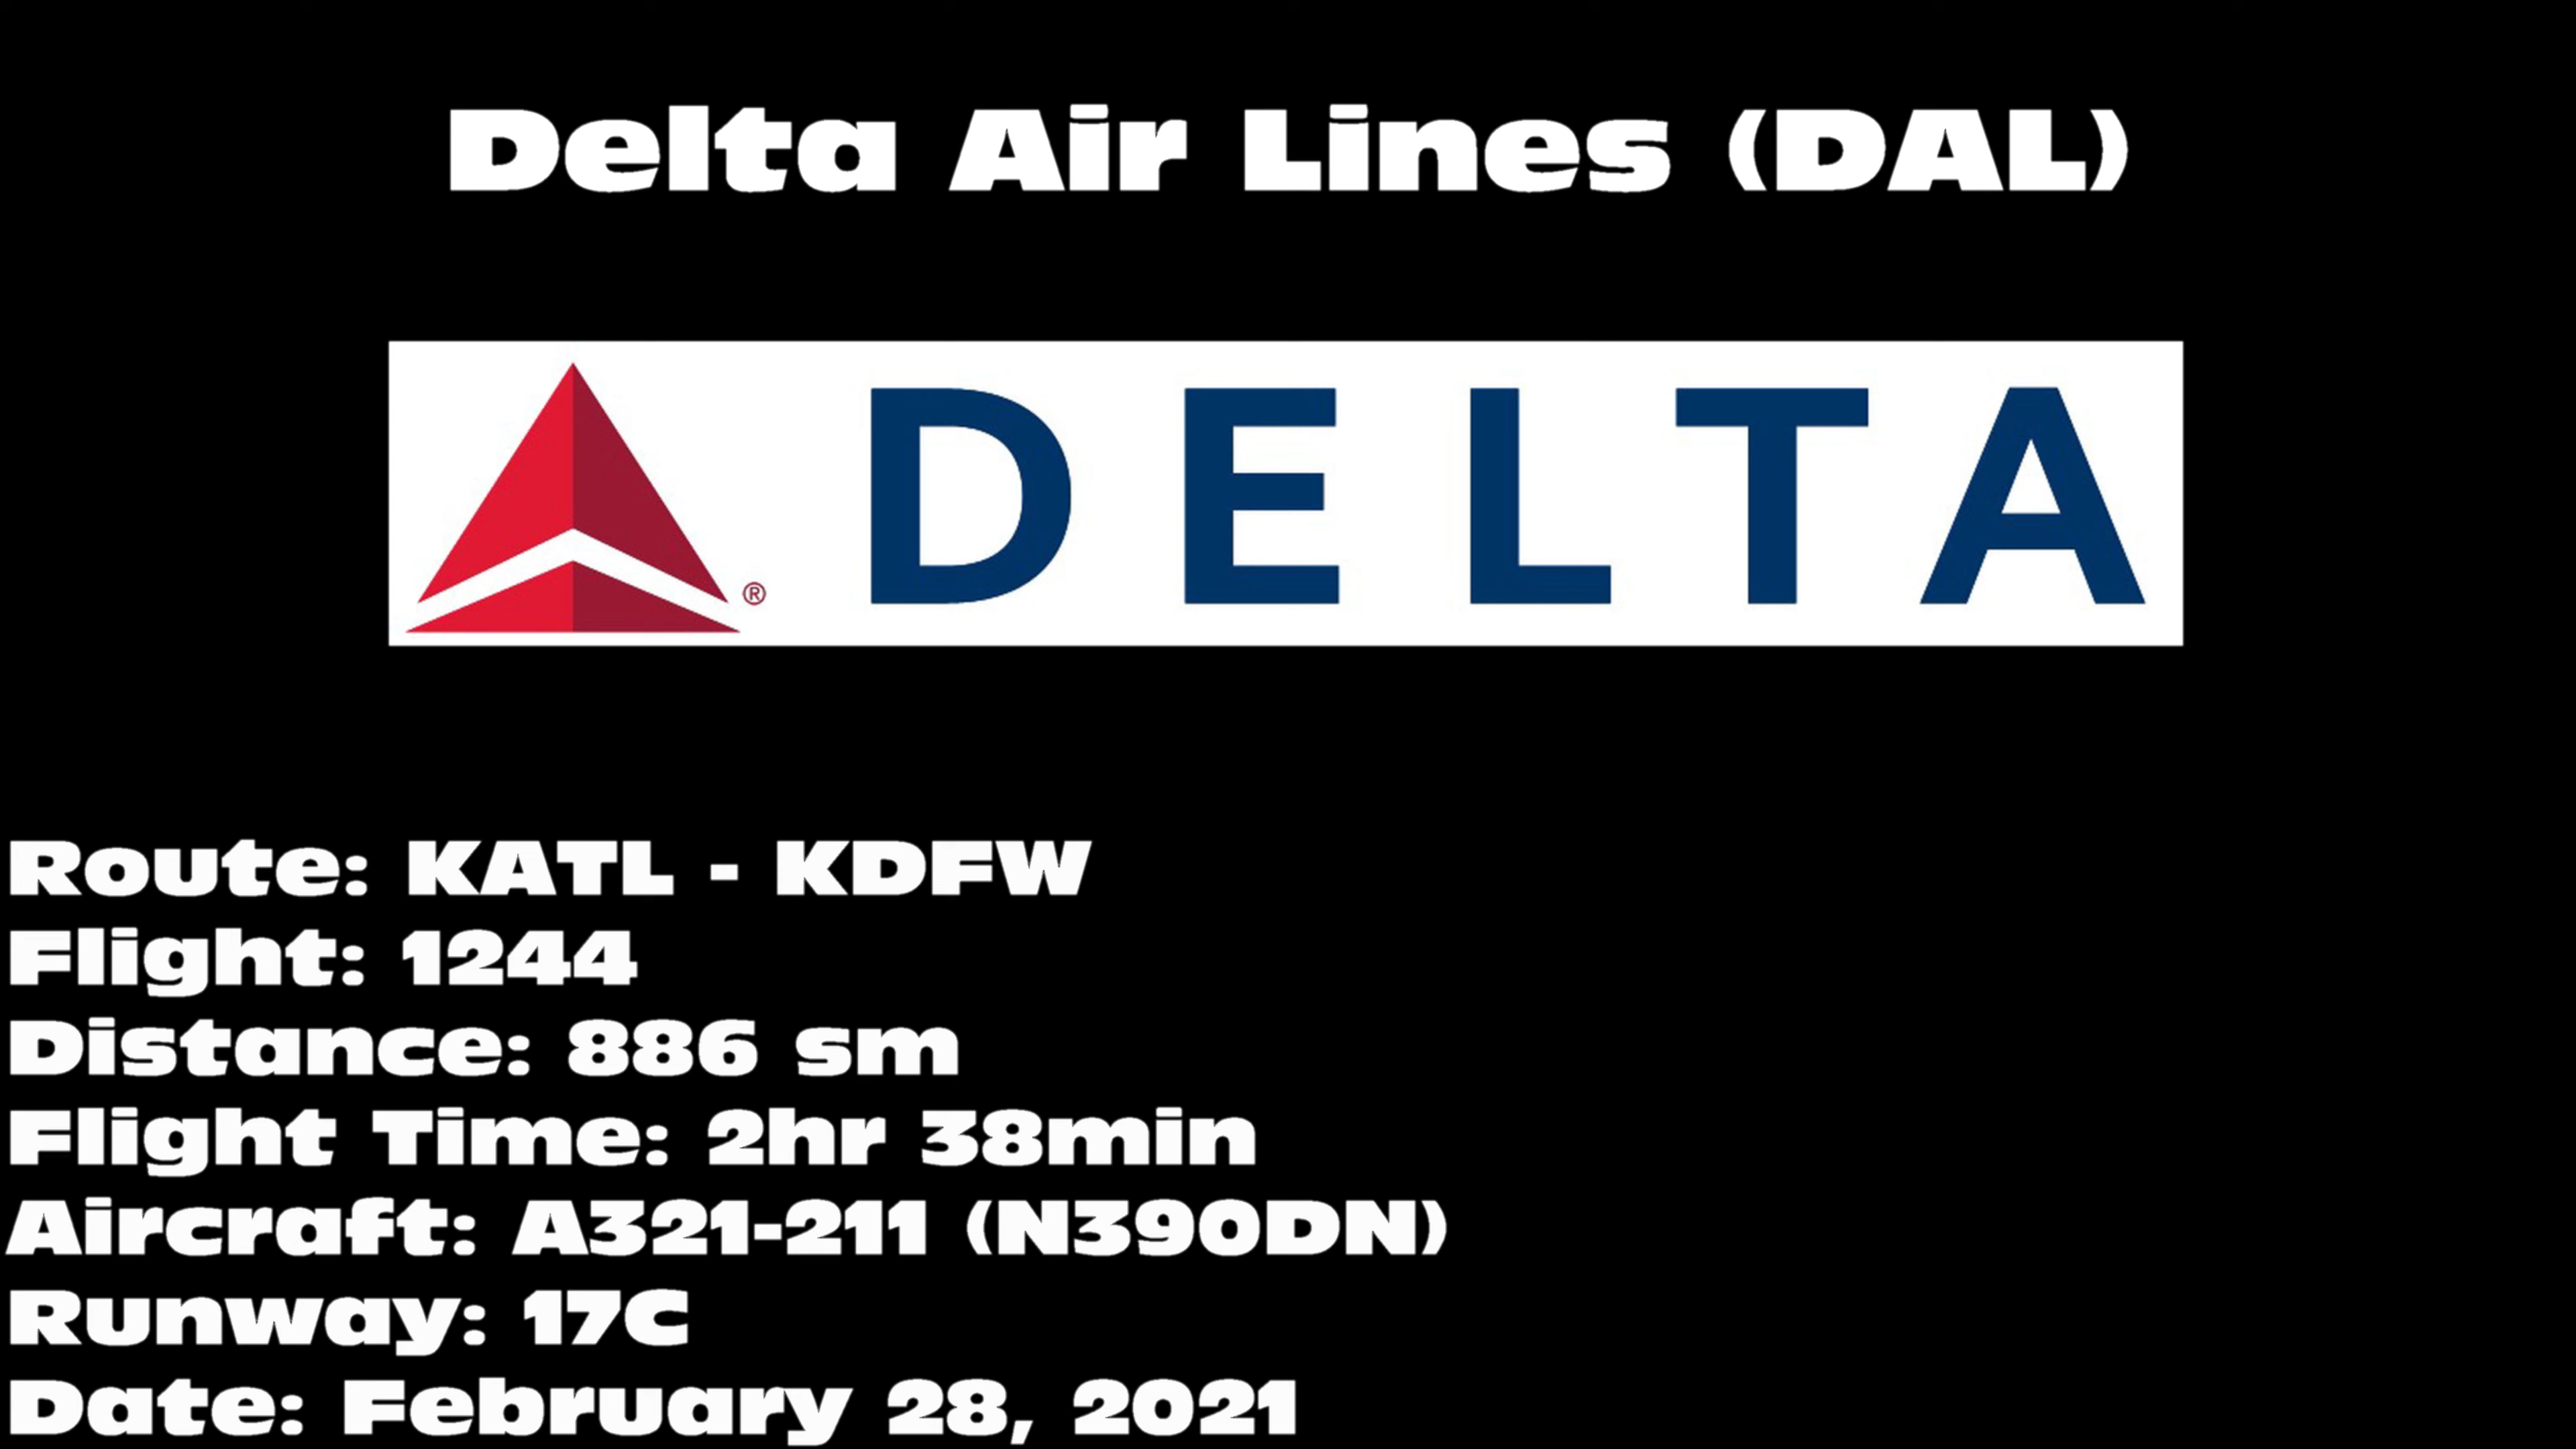 Delta Air Lines (DAL)
® DELTA
Route: KATL - KDFW
Flight: 1244
Distance: 886 sm
Flight Time: 2hr 38min
Aircraft: A321-211 (N390DN)
Runway: 17C
Date: February 28, 2021